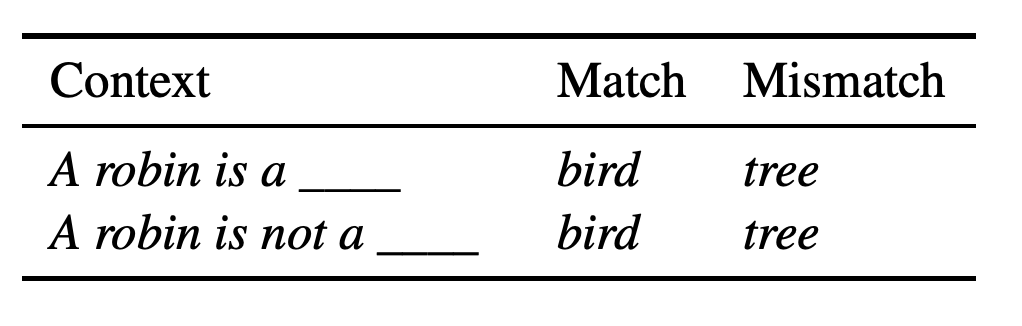 Context Match Mismatch
A robin is a ____ bird tree
A robin is not a ____ bird tree